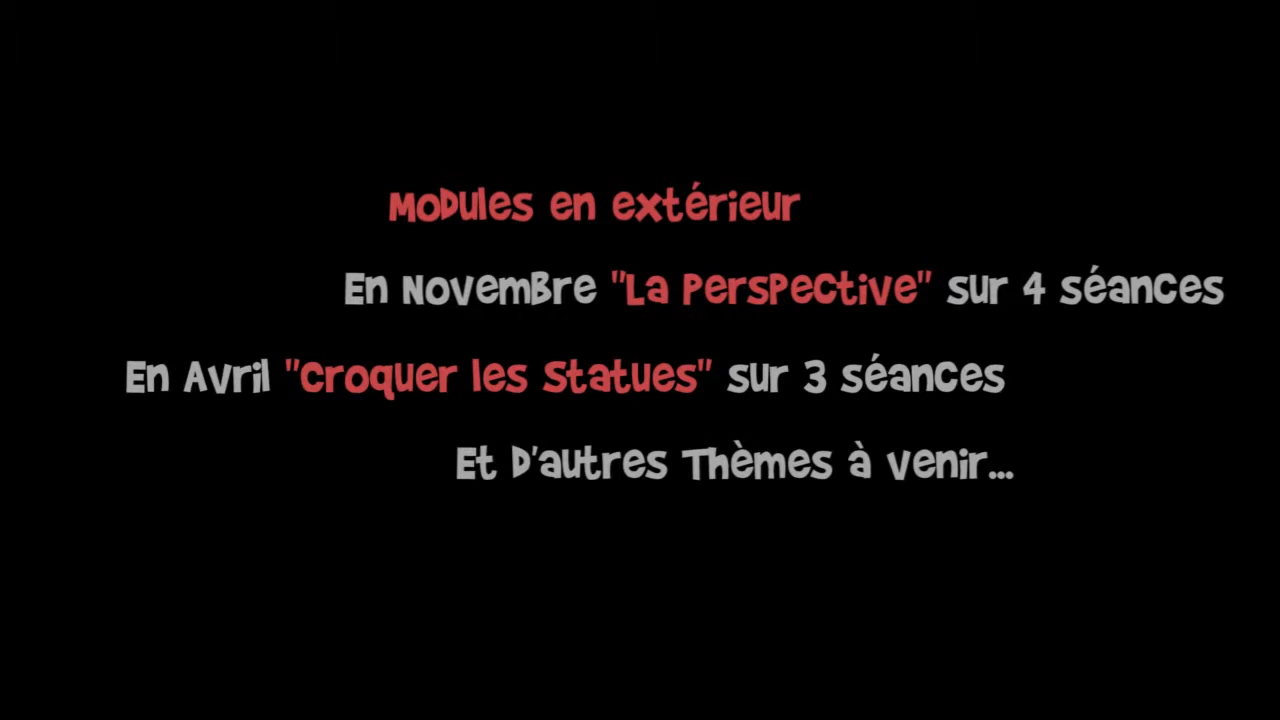 Modules en extérieur
En Novembre "La Perspective" sur 4 séances
En Avril "Croquer les Statues" sur 3 séances
Et D'autres Thèmes à venir...